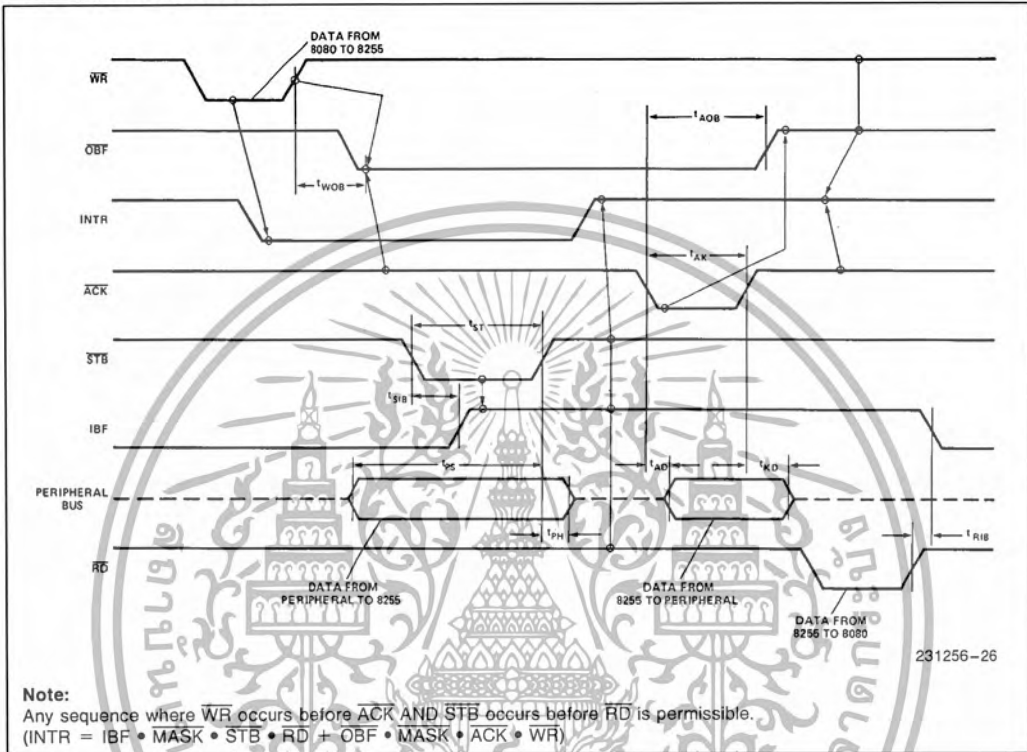 DATA FROM
8080 TO 8255
WR
tAOB
OBF
tWOB
INTR
tAK
ACK
tST
STB
tSIB
IBF
tPS
tAD
tKD
PERIPHERAL
BUS
tPH
tRIB
RD
DATA FROM
PERIPHERAL TO 8255
DATA FROM
8255 TO PERIPHERAL
DATA FROM
8255 TO 8080
231256-26
Note:
Any sequence where WR occurs before ACK AND STB occurs before RD is permissible.
(INTR = IBF • MASK • STB • RD + OBF • MASK • ACK • WR)